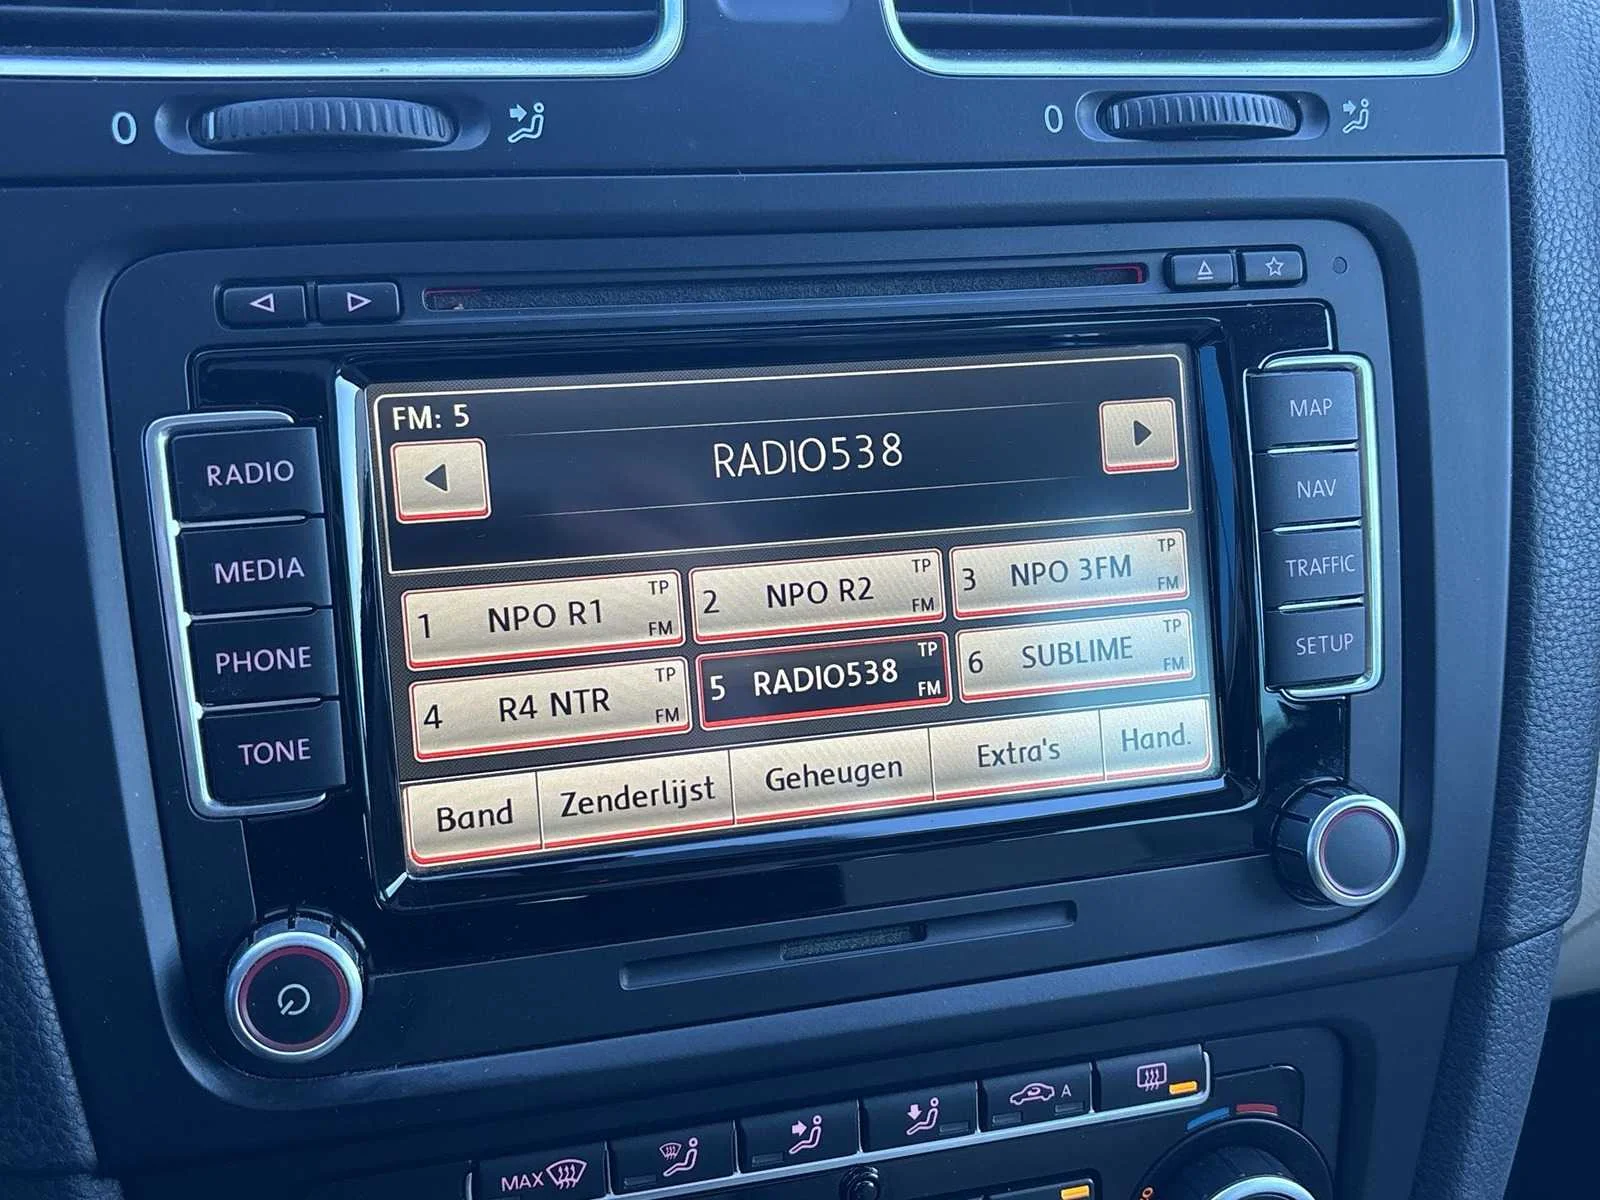 0
0
FM: 5
RADIO538
RADIO
MEDIA
PHONE
TONE
1 NPO R1 TP FM
2 NPO R2 TP FM
3 NPO 3FM TP FM
4 R4 NTR TP FM
5 RADIO538 TP FM
6 SUBLIME TP FM
Band Zenderlijst Geheugen Extra's Hand.
MAP
NAV
TRAFFIC
SETUP
A
MAX